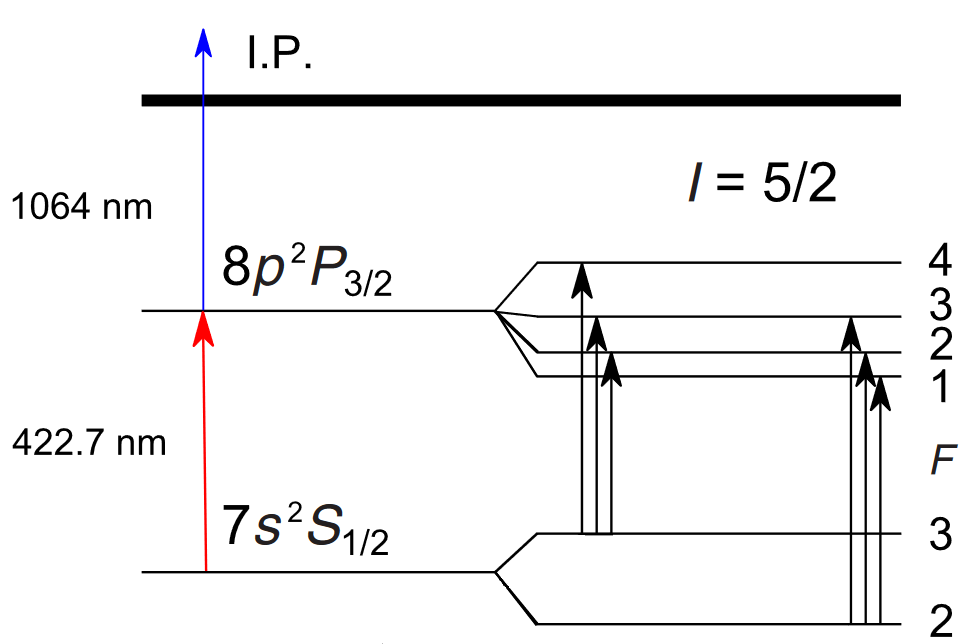 I.P.
I = 5/2
1064 nm
8p ²P₃/₂
4
3
2
1
422.7 nm
F
7s ²S₁/₂
3
2